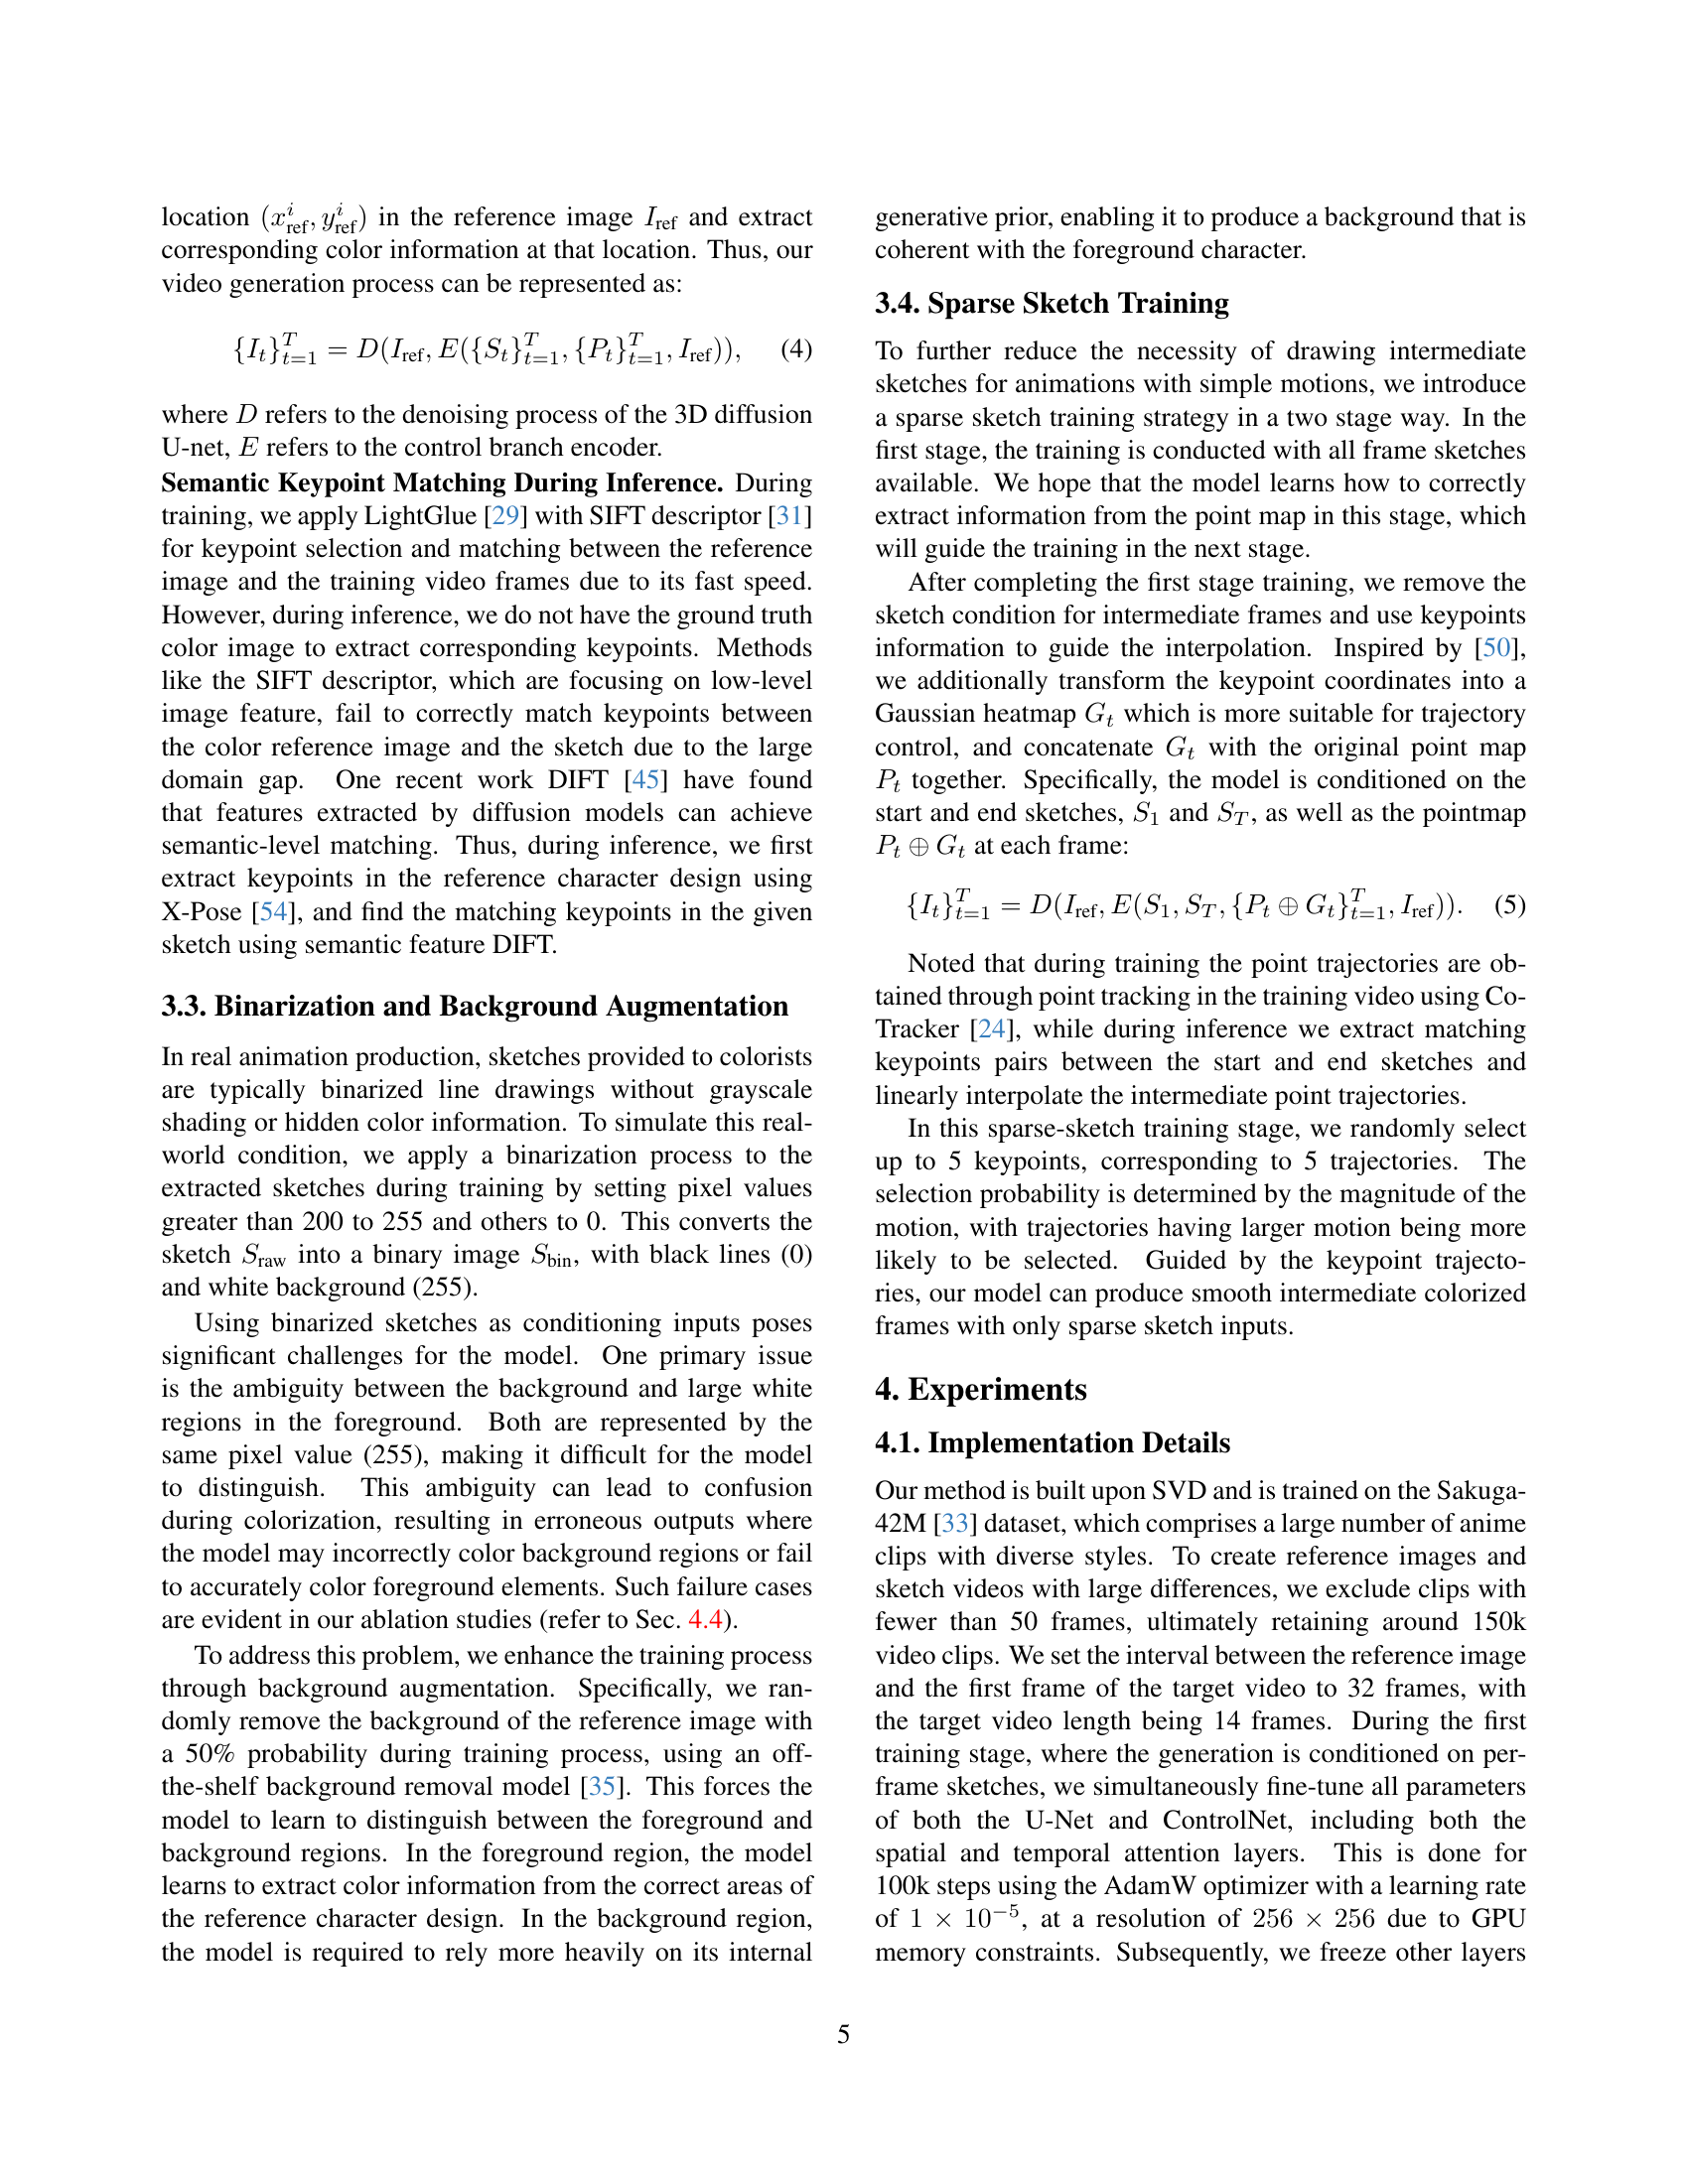 location (x^i_ref, y^i_ref) in the reference image I_ref and extract
corresponding color information at that location. Thus, our
video generation process can be represented as:
{I_t}^T_{t=1} = D(I_ref, E({S_t}^T_{t=1}, {P_t}^T_{t=1}, I_ref)), (4)
where D refers to the denoising process of the 3D diffusion
U-net, E refers to the control branch encoder.
Semantic Keypoint Matching During Inference. During
training, we apply LightGlue [29] with SIFT descriptor [31]
for keypoint selection and matching between the reference
image and the training video frames due to its fast speed.
However, during inference, we do not have the ground truth
color image to extract corresponding keypoints. Methods
like the SIFT descriptor, which are focusing on low-level
image feature, fail to correctly match keypoints between
the color reference image and the sketch due to the large
domain gap. One recent work DIFT [45] have found
that features extracted by diffusion models can achieve
semantic-level matching. Thus, during inference, we first
extract keypoints in the reference character design using
X-Pose [54], and find the matching keypoints in the given
sketch using semantic feature DIFT.
3.3. Binarization and Background Augmentation
In real animation production, sketches provided to colorists
are typically binarized line drawings without grayscale
shading or hidden color information. To simulate this real-
world condition, we apply a binarization process to the
extracted sketches during training by setting pixel values
greater than 200 to 255 and others to 0. This converts the
sketch S_raw into a binary image S_bin, with black lines (0)
and white background (255).
Using binarized sketches as conditioning inputs poses
significant challenges for the model. One primary issue
is the ambiguity between the background and large white
regions in the foreground. Both are represented by the
same pixel value (255), making it difficult for the model
to distinguish. This ambiguity can lead to confusion
during colorization, resulting in erroneous outputs where
the model may incorrectly color background regions or fail
to accurately color foreground elements. Such failure cases
are evident in our ablation studies (refer to Sec. 4.4).
To address this problem, we enhance the training process
through background augmentation. Specifically, we ran-
domly remove the background of the reference image with
a 50% probability during training process, using an off-
the-shelf background removal model [35]. This forces the
model to learn to distinguish between the foreground and
background regions. In the foreground region, the model
learns to extract color information from the correct areas of
the reference character design. In the background region,
the model is required to rely more heavily on its internal
generative prior, enabling it to produce a background that is
coherent with the foreground character.
3.4. Sparse Sketch Training
To further reduce the necessity of drawing intermediate
sketches for animations with simple motions, we introduce
a sparse sketch training strategy in a two stage way. In the
first stage, the training is conducted with all frame sketches
available. We hope that the model learns how to correctly
extract information from the point map in this stage, which
will guide the training in the next stage.
After completing the first stage training, we remove the
sketch condition for intermediate frames and use keypoints
information to guide the interpolation. Inspired by [50],
we additionally transform the keypoint coordinates into a
Gaussian heatmap G_t which is more suitable for trajectory
control, and concatenate G_t with the original point map
P_t together. Specifically, the model is conditioned on the
start and end sketches, S_1 and S_T, as well as the pointmap
P_t ⊕ G_t at each frame:
{I_t}^T_{t=1} = D(I_ref, E(S_1, S_T, {P_t ⊕ G_t}^T_{t=1}, I_ref)). (5)
Noted that during training the point trajectories are ob-
tained through point tracking in the training video using Co-
Tracker [24], while during inference we extract matching
keypoints pairs between the start and end sketches and
linearly interpolate the intermediate point trajectories.
In this sparse-sketch training stage, we randomly select
up to 5 keypoints, corresponding to 5 trajectories. The
selection probability is determined by the magnitude of the
motion, with trajectories having larger motion being more
likely to be selected. Guided by the keypoint trajecto-
ries, our model can produce smooth intermediate colorized
frames with only sparse sketch inputs.
4. Experiments
4.1. Implementation Details
Our method is built upon SVD and is trained on the Sakuga-
42M [33] dataset, which comprises a large number of anime
clips with diverse styles. To create reference images and
sketch videos with large differences, we exclude clips with
fewer than 50 frames, ultimately retaining around 150k
video clips. We set the interval between the reference image
and the first frame of the target video to 32 frames, with
the target video length being 14 frames. During the first
training stage, where the generation is conditioned on per-
frame sketches, we simultaneously fine-tune all parameters
of both the U-Net and ControlNet, including both the
spatial and temporal attention layers. This is done for
100k steps using the AdamW optimizer with a learning rate
of 1 × 10^−5, at a resolution of 256 × 256 due to GPU
memory constraints. Subsequently, we freeze other layers
5